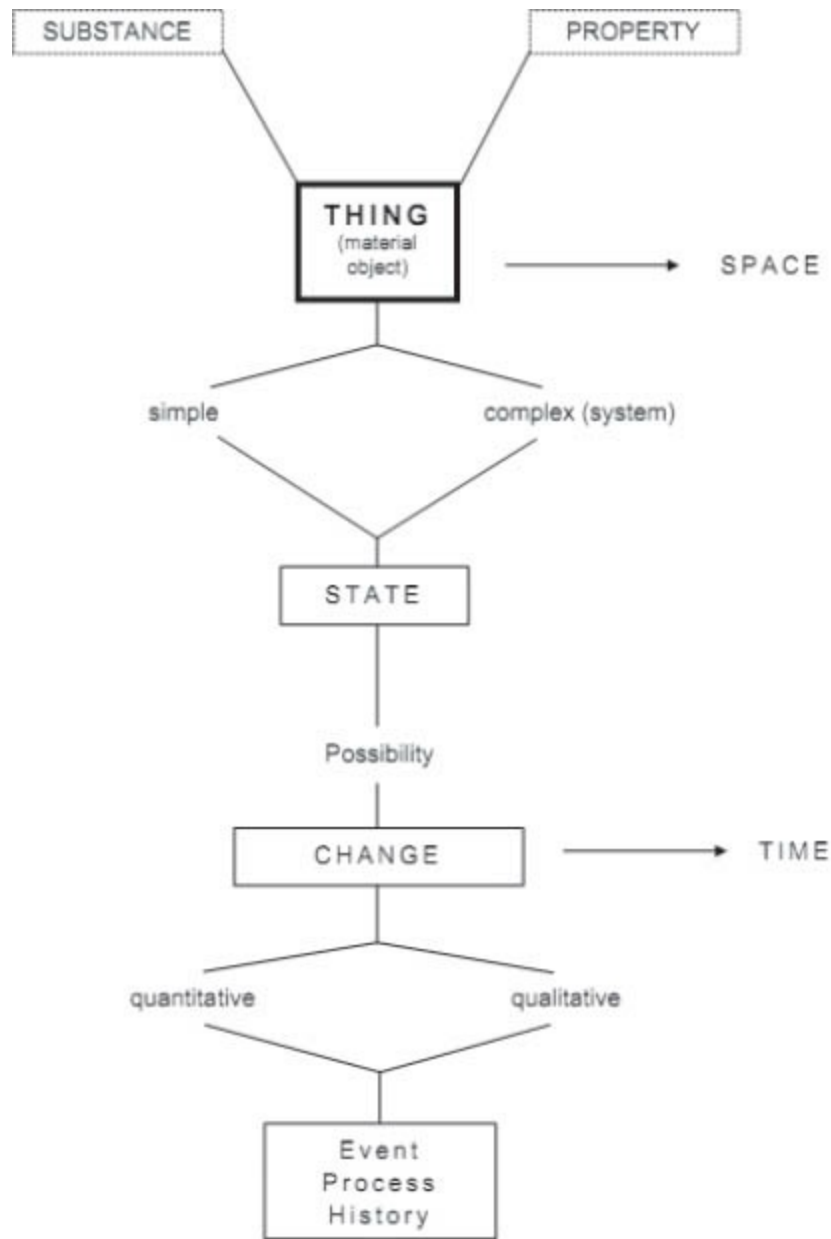 SUBSTANCE
PROPERTY
THING
(material
object)
SPACE
simple
complex (system)
STATE
Possibility
CHANGE
TIME
quantitative
qualitative
Event
Process
History